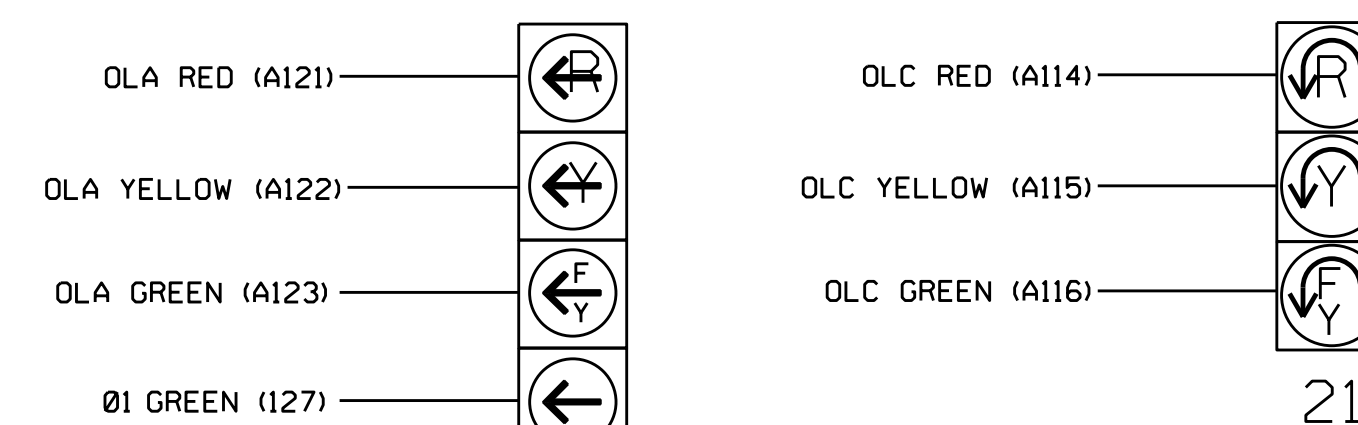 OLA RED (A121)
R
OLA YELLOW (A122)
Y
OLA GREEN (A123)
F
Y
Ø1 GREEN (127)
OLC RED (A114)
R
OLC YELLOW (A115)
Y
OLC GREEN (A116)
F
Y
21